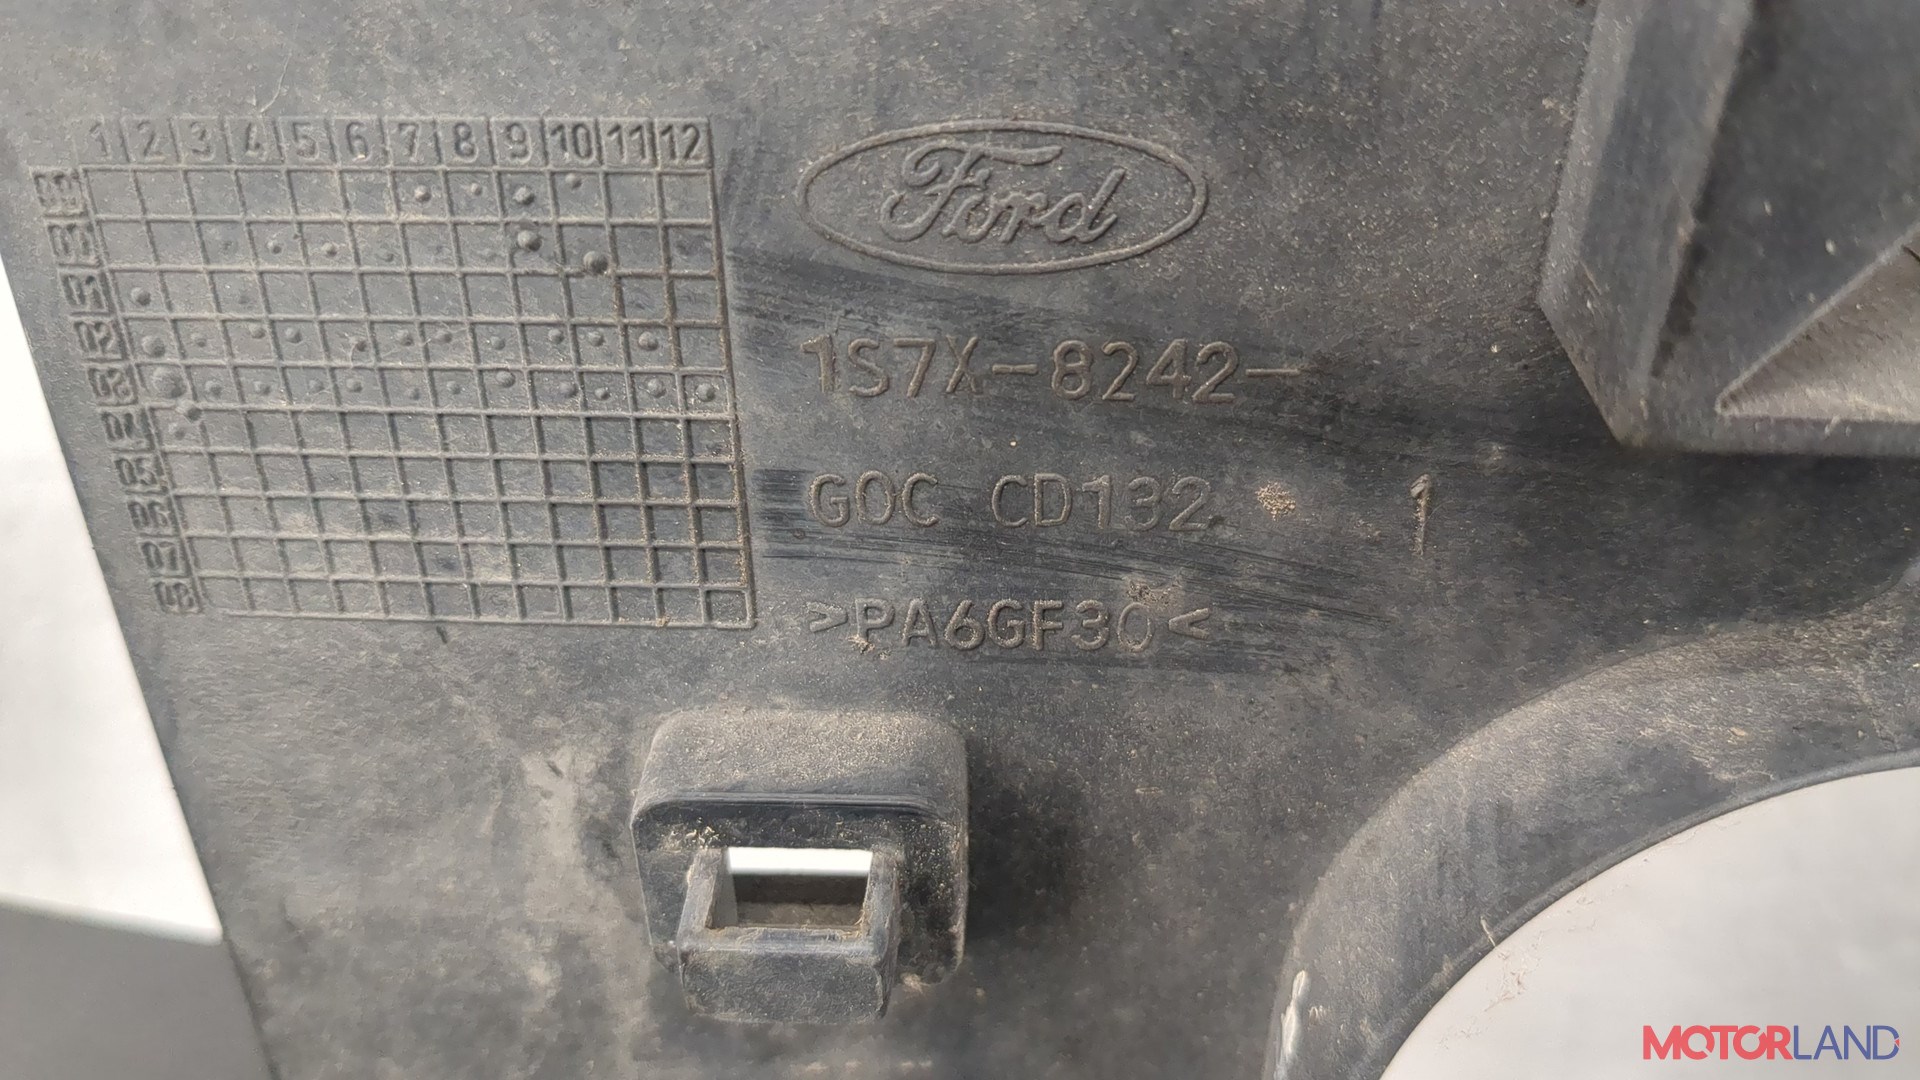 1 2 3 4 5 6 7 8 9 10 11 12
Ford
1S7X-8242-
GOC CD132 1
>PA6GF30<
MOTORLAND